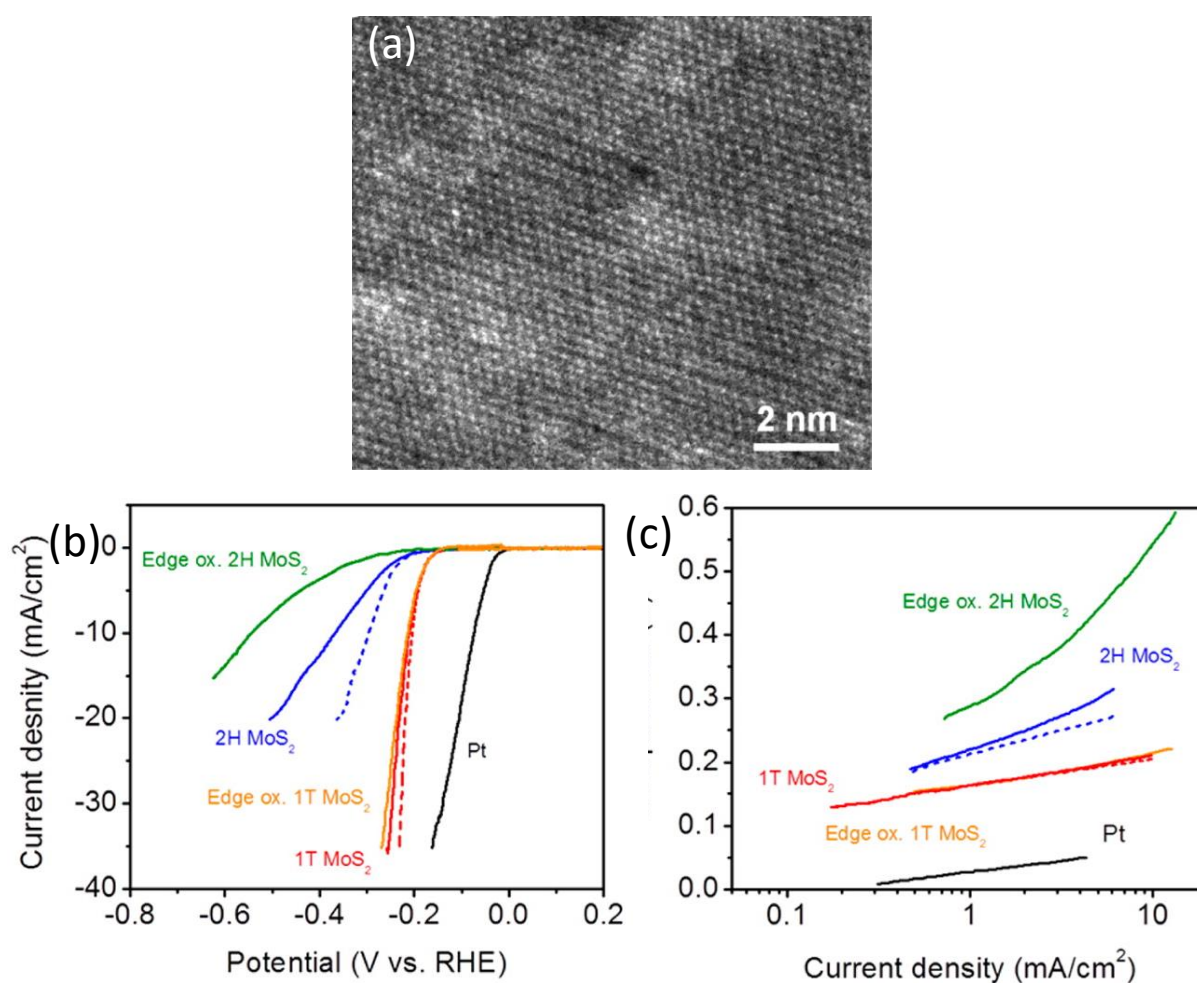 (a)
2 nm
(b)
0
-10
-20
-30
-40
-0.8
-0.6
-0.4
-0.2
0.0
0.2
Current desnity (mA/cm²)
Potential (V vs. RHE)
Edge ox. 2H MoS₂
2H MoS₂
Edge ox. 1T MoS₂
1T MoS₂
Pt
(c)
0.6
0.5
0.4
0.3
0.2
0.1
0.0
0.1
1
10
Current density (mA/cm²)
Edge ox. 2H MoS₂
2H MoS₂
1T MoS₂
Edge ox. 1T MoS₂
Pt